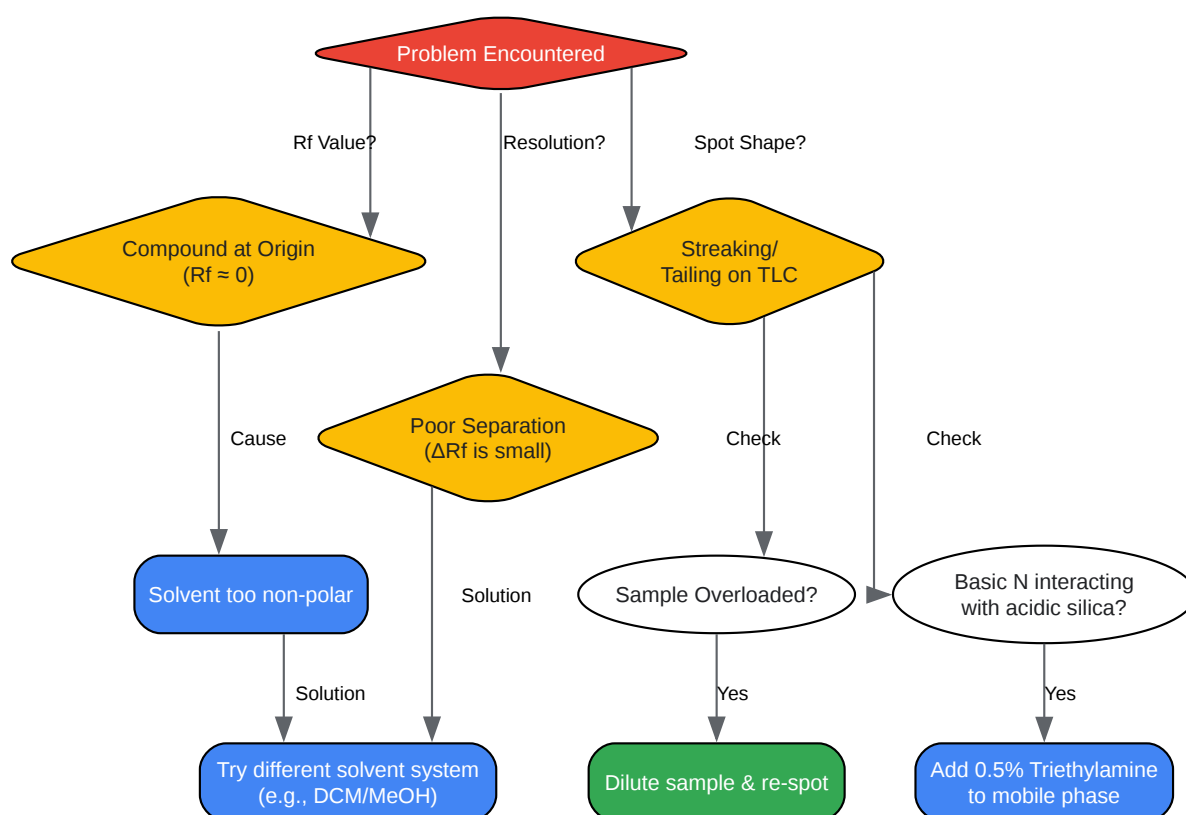 Problem Encountered
Rf Value?
Resolution?
Spot Shape?
Compound at Origin
(Rf ≈ 0)
Streaking/
Tailing on TLC
Cause
Poor Separation
(ΔRf is small)
Check
Check
Solvent too non-polar
Solution
Sample Overloaded?
Basic N interacting
with acidic silica?
Solution
Yes
Yes
Try different solvent system
(e.g., DCM/MeOH)
Dilute sample & re-spot
Add 0.5% Triethylamine
to mobile phase